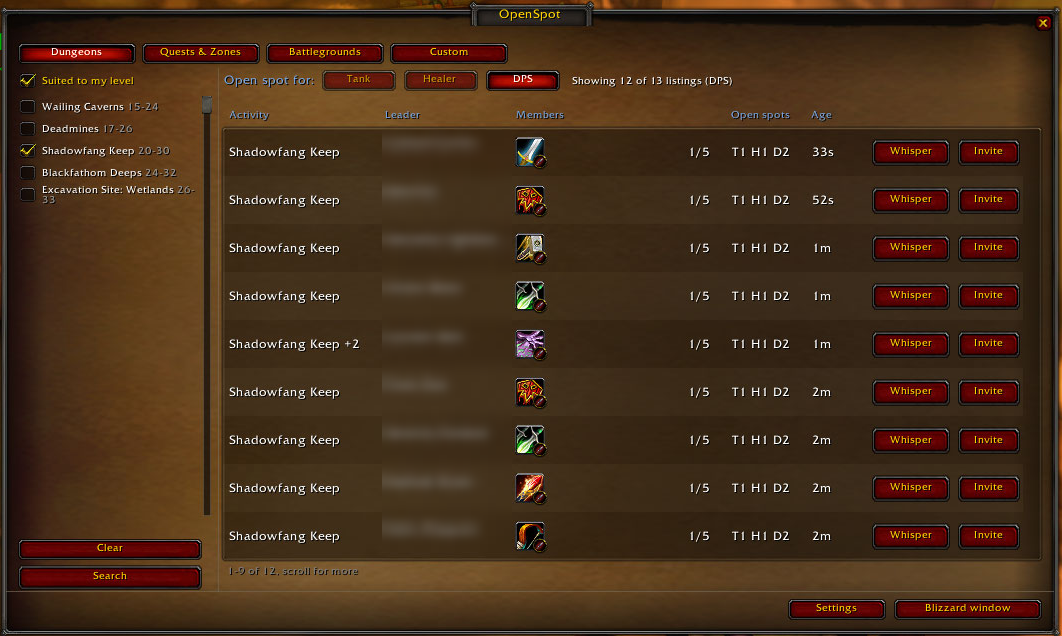 OpenSpot
Dungeons Quests & Zones Battlegrounds Custom
Suited to my level
Open spot for: Tank Healer DPS Showing 12 of 13 listings (DPS)
Wailing Caverns 15-24
Deadmines 17-26
Shadowfang Keep 20-30
Blackfathom Deeps 24-32
Excavation Site: Wetlands 26-
33
Activity Leader Members Open spots Age
Shadowfang Keep 1/5 T1 H1 D2 33s Whisper Invite
Shadowfang Keep 1/5 T1 H1 D2 52s Whisper Invite
Shadowfang Keep 1/5 T1 H1 D2 1m Whisper Invite
Shadowfang Keep 1/5 T1 H1 D2 1m Whisper Invite
Shadowfang Keep +2 1/5 T1 H1 D2 1m Whisper Invite
Shadowfang Keep 1/5 T1 H1 D2 2m Whisper Invite
Shadowfang Keep 1/5 T1 H1 D2 2m Whisper Invite
Shadowfang Keep 1/5 T1 H1 D2 2m Whisper Invite
Shadowfang Keep 1/5 T1 H1 D2 2m Whisper Invite
1-9 of 12, scroll for more
Clear
Search
Settings Blizzard window